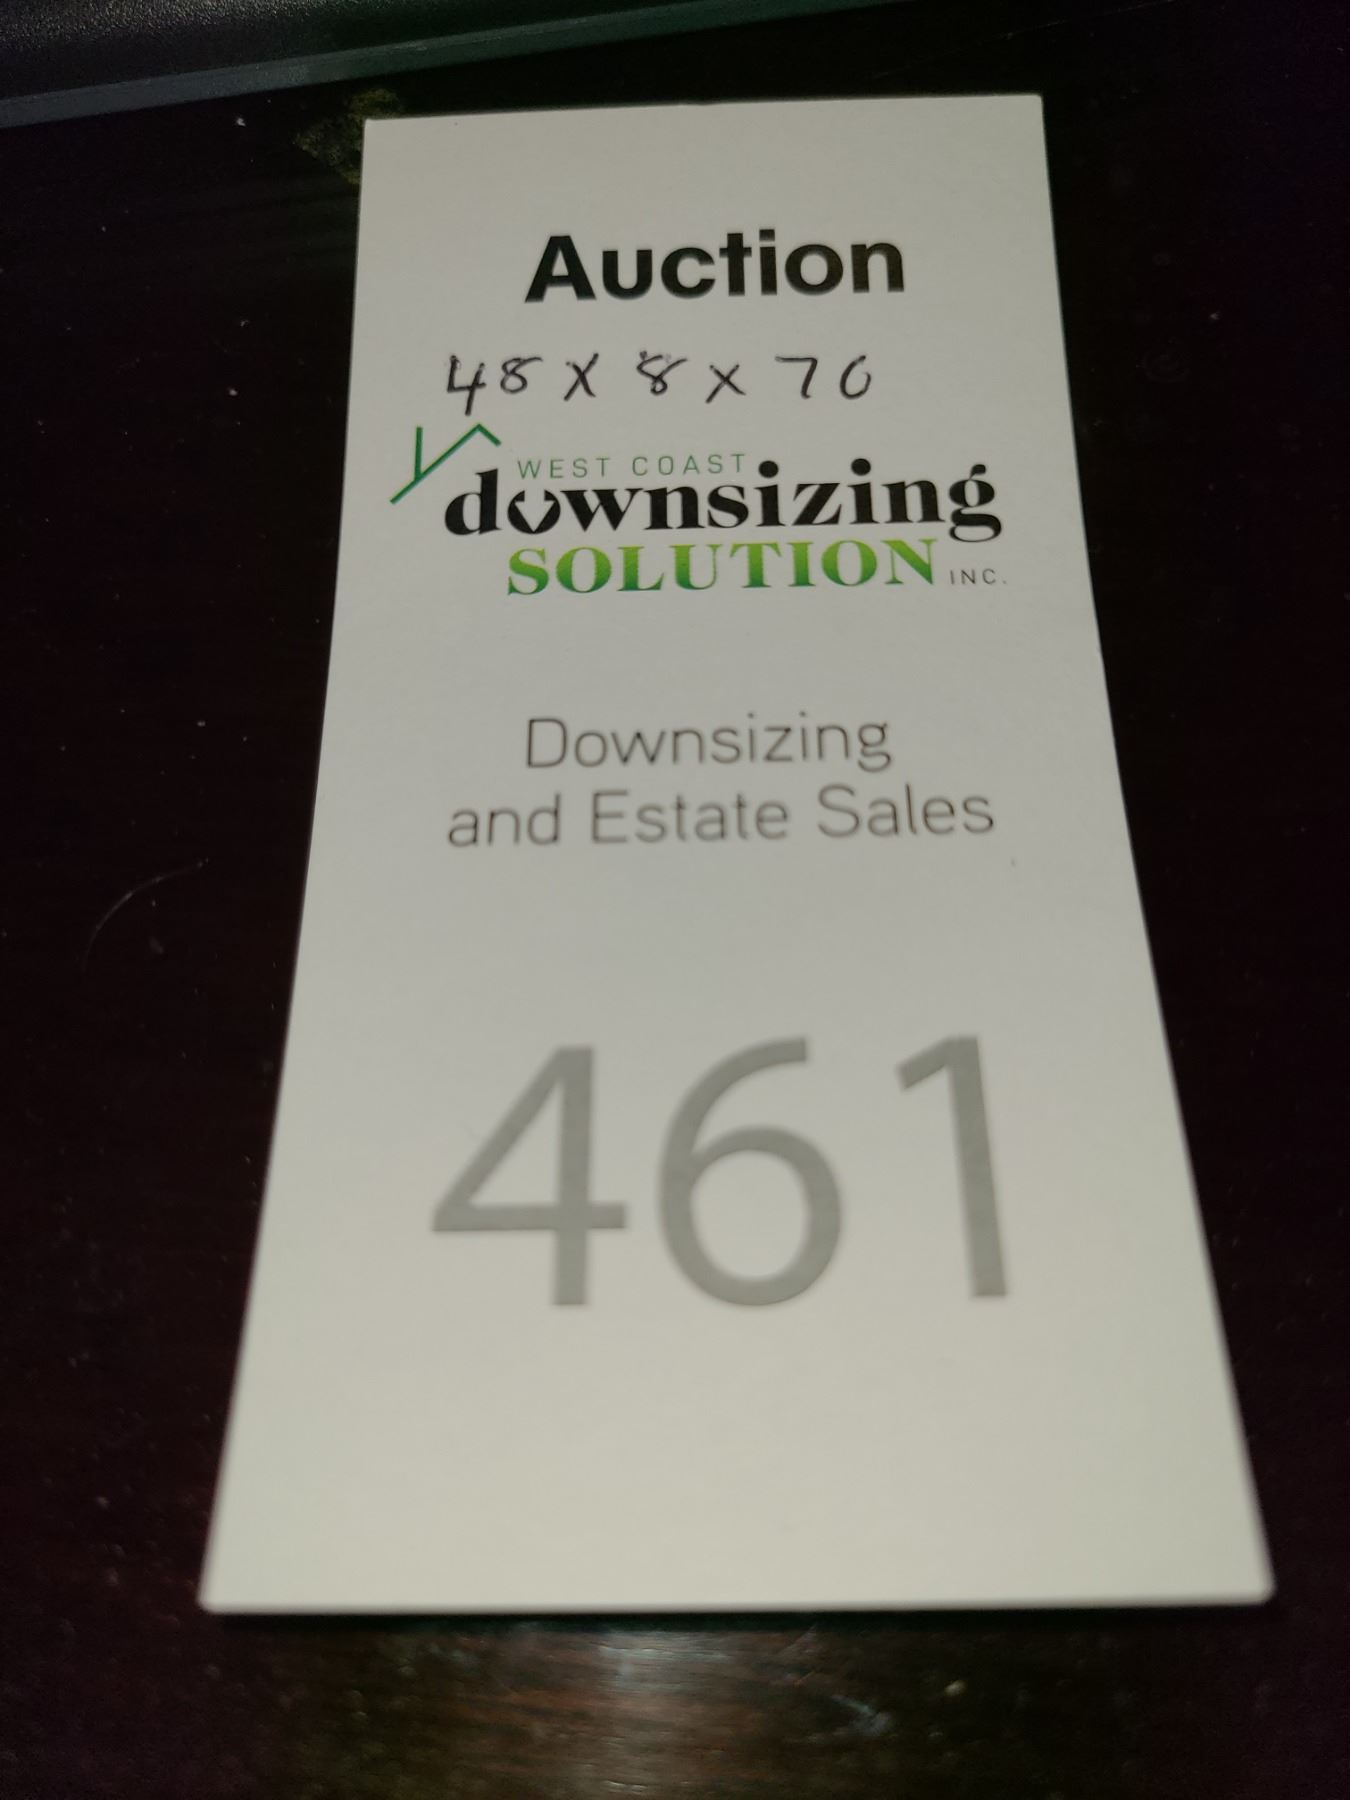 Auction
48 x 8 x 70
WEST COAST
downsizing
SOLUTION INC.
Downsizing
and Estate Sales
461